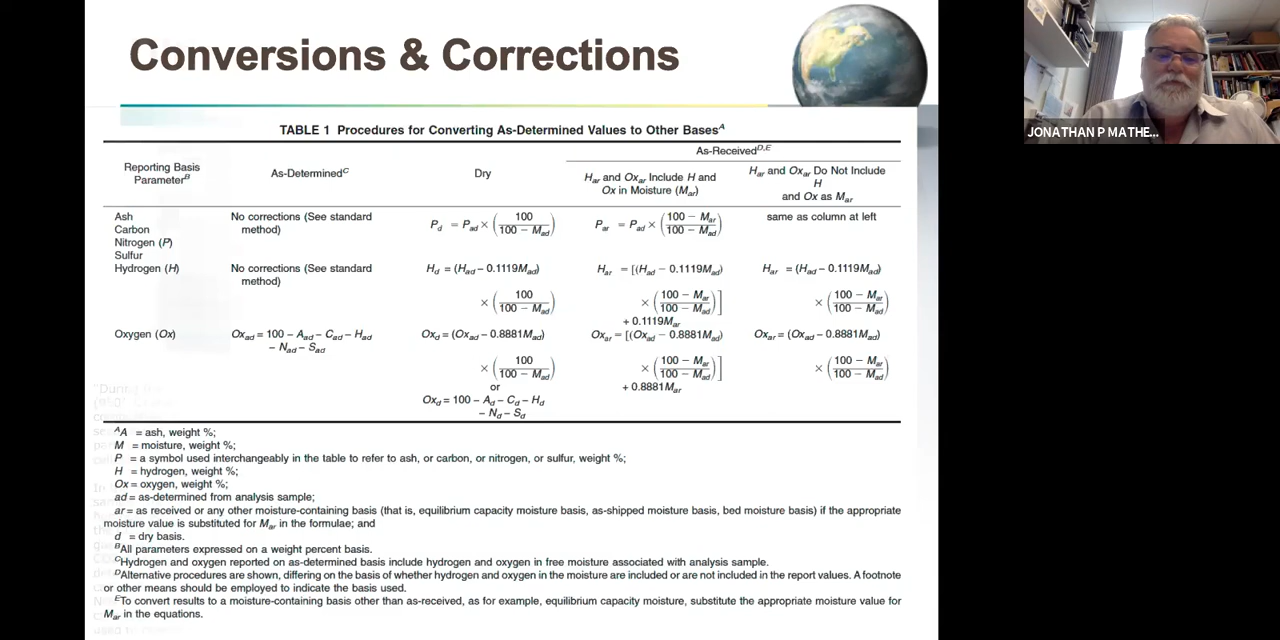 Conversions & Corrections
JONATHAN P MATHE...
TABLE 1 Procedures for Converting As-Determined Values to Other Bases^A
As-Received^D,E
Reporting Basis
Parameter^B
As-Determined^C
Dry
H_ar and Ox_ar Include H and
Ox in Moisture (M_ar)
H_ar and Ox_ar Do Not Include
H
and Ox as M_ar
Ash
Carbon
Nitrogen (P)
Sulfur
No corrections (See standard
method)
P_d = P_ad × (100 / 100 − M_ad)
P_ar = P_ad × (100 − M_ar / 100 − M_ad)
same as column at left
Hydrogen (H)
No corrections (See standard
method)
H_d = (H_ad − 0.1119M_ad)
× (100 / 100 − M_ad)
H_ar = [(H_ad − 0.1119M_ad)
× (100 − M_ar / 100 − M_ad)]
+ 0.1119M_ar
H_ar = (H_ad − 0.1119M_ad)
× (100 − M_ar / 100 − M_ad)
Oxygen (Ox)
Ox_ad = 100 − A_ad − C_ad − H_ad
− N_ad − S_ad
Ox_d = (Ox_ad − 0.8881M_ad)
× (100 / 100 − M_ad)
or
Ox_d = 100 − A_d − C_d − H_d
− N_d − S_d
Ox_ar = [(Ox_ad − 0.8881M_ad)
× (100 − M_ar / 100 − M_ad)]
+ 0.8881M_ar
Ox_ar = (Ox_ad − 0.8881M_ad)
× (100 − M_ar / 100 − M_ad)
^A A = ash, weight %;
M = moisture, weight %;
P = a symbol used interchangeably in the table to refer to ash, or carbon, or nitrogen, or sulfur, weight %;
H = hydrogen, weight %;
Ox = oxygen, weight %;
ad = as-determined from analysis sample;
ar = as received or any other moisture-containing basis (that is, equilibrium capacity moisture basis, as-shipped moisture basis, bed moisture basis) if the appropriate
moisture value is substituted for M_ar in the formulae; and
d = dry basis.
^B All parameters expressed on a weight percent basis.
^C Hydrogen and oxygen reported on as-determined basis include hydrogen and oxygen in free moisture associated with analysis sample.
^D Alternative procedures are shown, differing on the basis of whether hydrogen and oxygen in the moisture are included or are not included in the report values. A footnote
or other means should be employed to indicate the basis used.
^E To convert results to a moisture-containing basis other than as-received, as for example, equilibrium capacity moisture, substitute the appropriate moisture value for
M_ar in the equations.